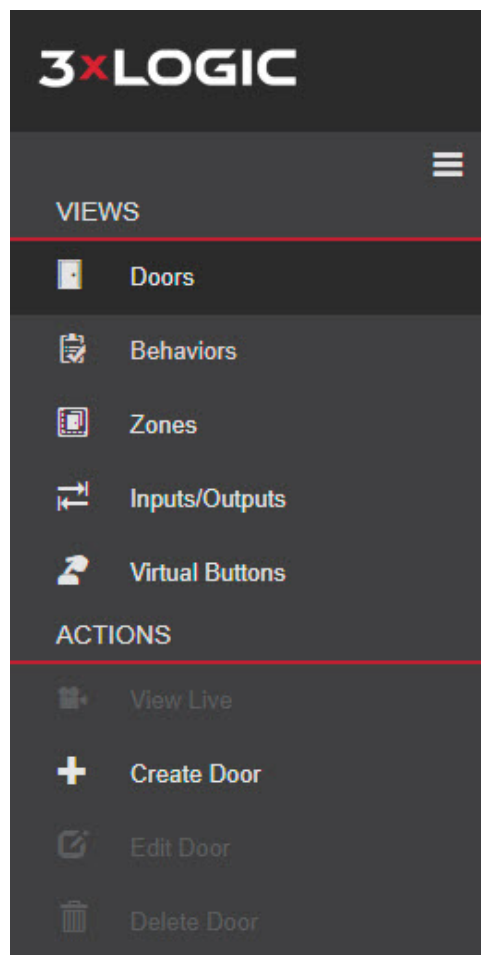 3xLOGIC
VIEWS
Doors
Behaviors
Zones
Inputs/Outputs
Virtual Buttons
ACTIONS
View Live
Create Door
Edit Door
Delete Door